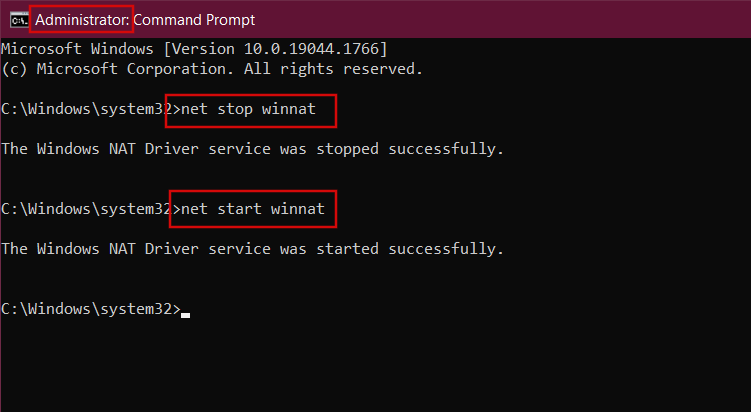 Administrator: Command Prompt
Microsoft Windows [Version 10.0.19044.1766]
(c) Microsoft Corporation. All rights reserved.
C:\Windows\system32>net stop winnat
The Windows NAT Driver service was stopped successfully.
C:\Windows\system32>net start winnat
The Windows NAT Driver service was started successfully.
C:\Windows\system32>